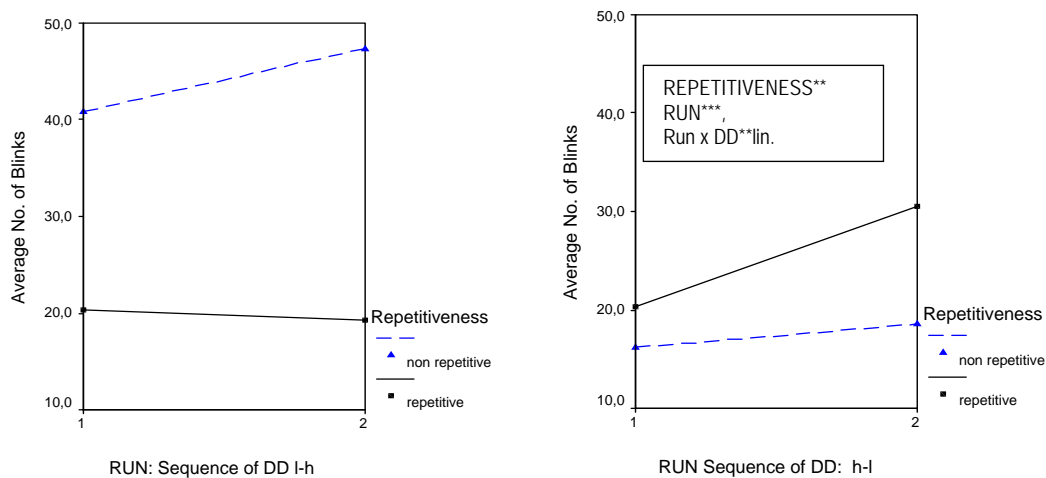 50,0
40,0
30,0
20,0
10,0
Average No. of Blinks
1
2
RUN: Sequence of DD l-h
Repetitiveness
non repetitive
repetitive
50,0
40,0
30,0
20,0
10,0
Average No. of Blinks
REPETITIVENESS**
RUN***,
Run x DD**lin.
1
2
RUN Sequence of DD: h-l
Repetitiveness
non repetitive
repetitive